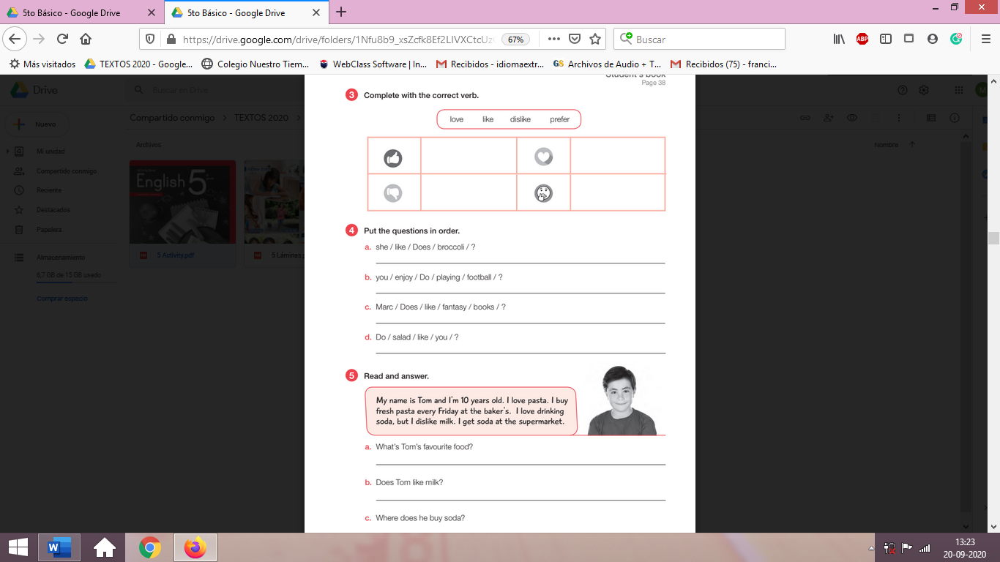 5to Básico - Google Drive
5to Básico - Google Drive
https://drive.google.com/drive/folders/1Nfu8b9_xsZcfk8Ef2LIVXCtcUz
67%
Buscar
Más visitados
TEXTOS 2020 - Google...
Colegio Nuestro Tiem...
WebClass Software | In...
Recibidos - idiomaextr...
Archivos de Audio + T...
Recibidos (75) - franci...
Drive
Buscar en Drive
Nuevo
Mi unidad
Compartido conmigo
Reciente
Destacados
Papelera
Almacenamiento
6,7 GB de 15 GB usado
Comprar espacio
Compartido conmigo > TEXTOS 2020 >
Archivos
English 5
5 Activity.pdf
5 Láminas.
Nombre
Student's book
Page 38
3 Complete with the correct verb.
love like dislike prefer
4 Put the questions in order.
a. she / like / Does / broccoli / ?
b. you / enjoy / Do / playing / football / ?
c. Marc / Does / like / fantasy / books / ?
d. Do / salad / like / you / ?
5 Read and answer.
My name is Tom and I'm 10 years old. I love pasta. I buy
fresh pasta every Friday at the baker's. I love drinking
soda, but I dislike milk. I get soda at the supermarket.
a. What's Tom's favourite food?
b. Does Tom like milk?
c. Where does he buy soda?
13:23
20-09-2020